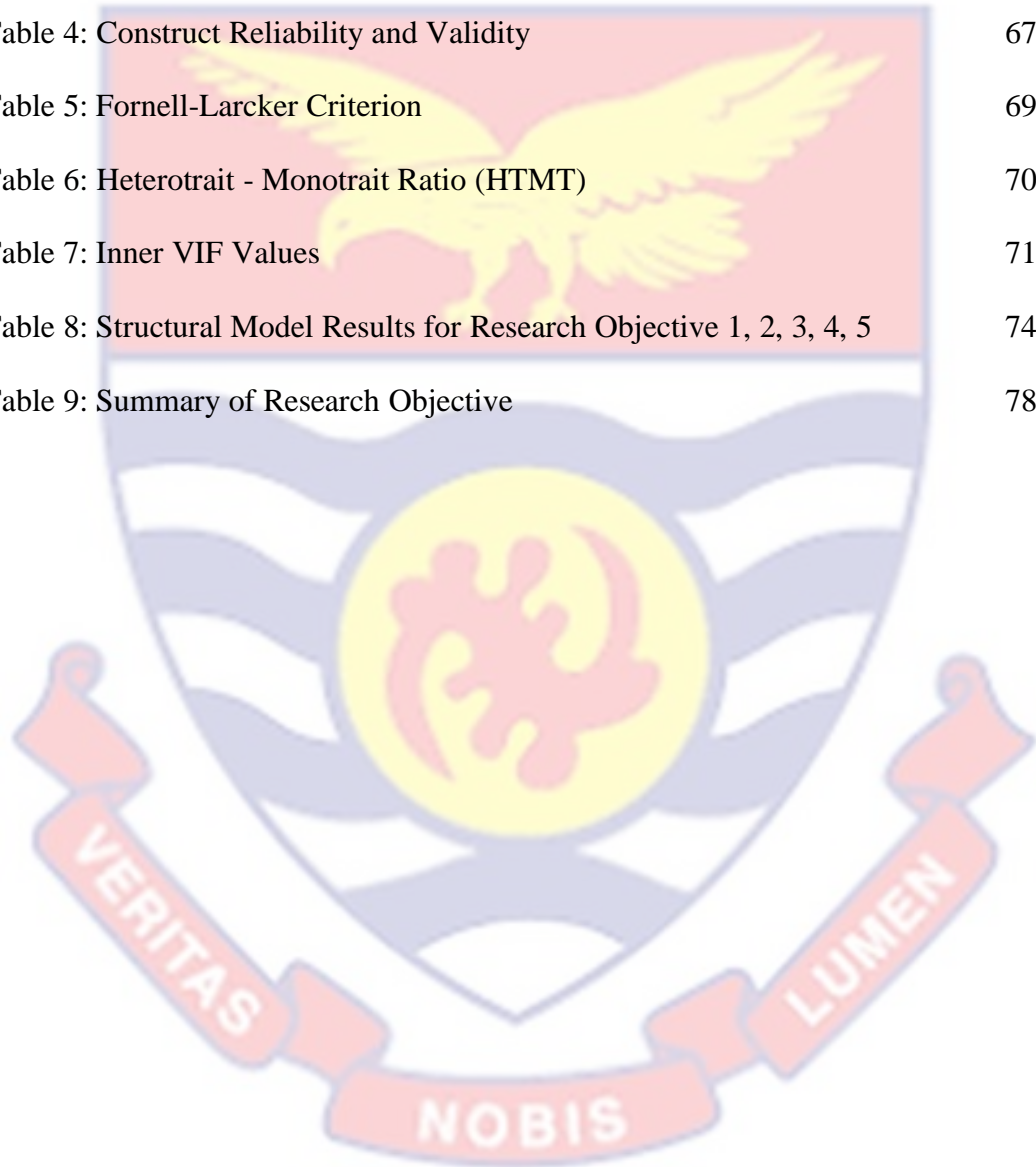 able 4: Construct Reliability and Validity 67
able 5: Fornell-Larcker Criterion 69
able 6: Heterotrait - Monotrait Ratio (HTMT) 70
able 7: Inner VIF Values 71
able 8: Structural Model Results for Research Objective 1, 2, 3, 4, 5 74
able 9: Summary of Research Objective 78
VERITAS
NOBIS
LUMEN